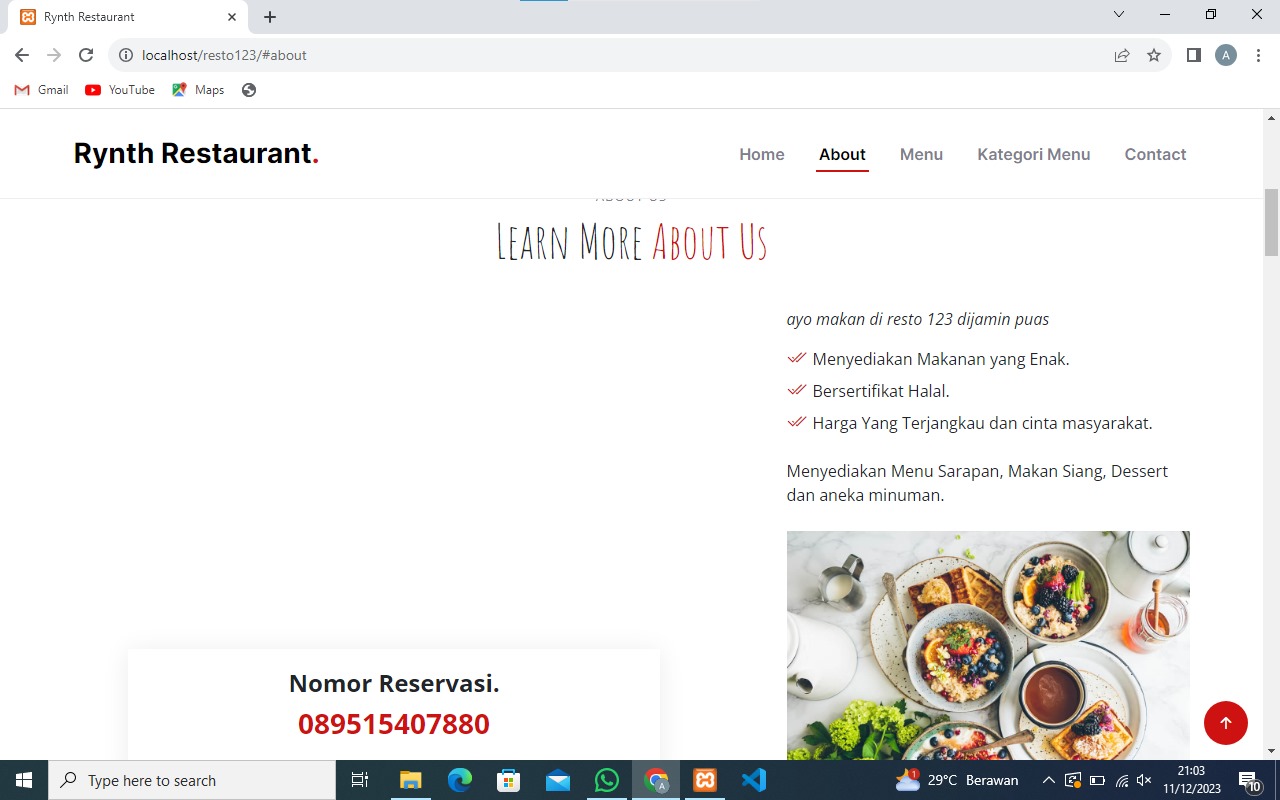 Rynth Restaurant
localhost/resto123/#about
A
Gmail
YouTube
Maps
Rynth Restaurant.
Home
About
Menu
Kategori Menu
Contact
ABOUT US
Learn More About Us
ayo makan di resto 123 dijamin puas
Menyediakan Makanan yang Enak.
Bersertifikat Halal.
Harga Yang Terjangkau dan cinta masyarakat.
Menyediakan Menu Sarapan, Makan Siang, Dessert
dan aneka minuman.
Nomor Reservasi.
089515407880
Type here to search
A
1
29°C Berawan
21:03
11/12/2023
10